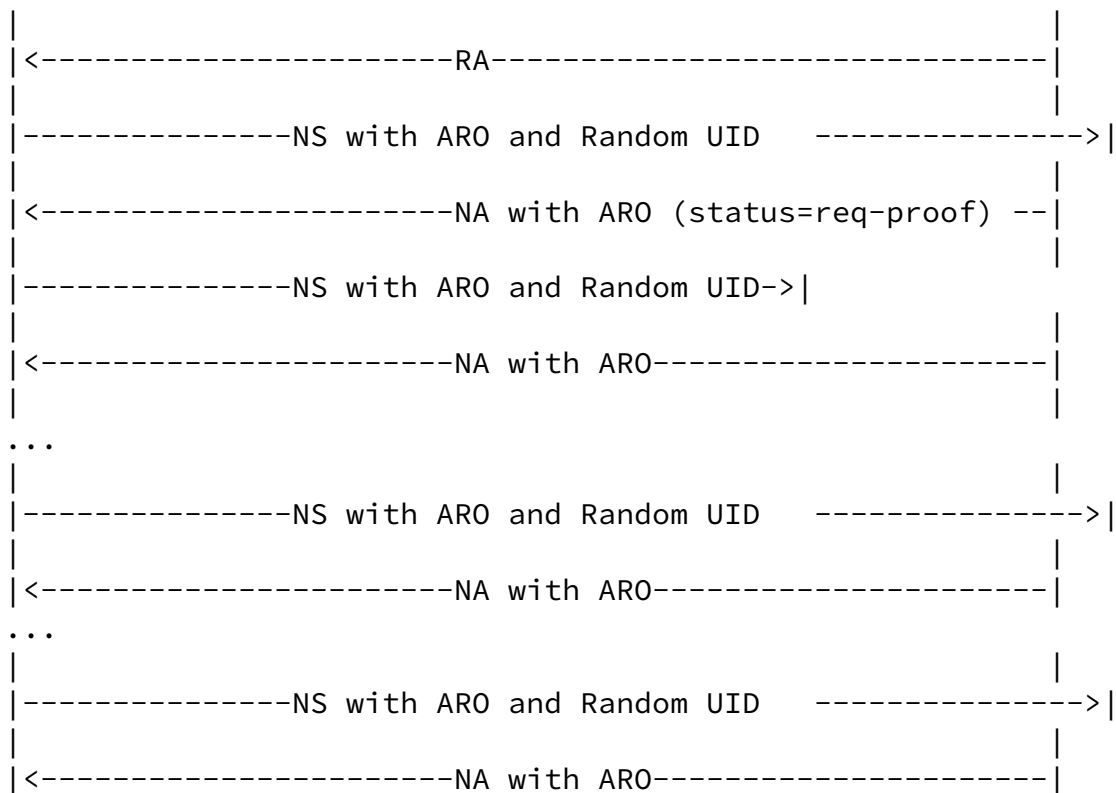 |                                                         |
|<-----------------------RA-------------------------------|
|                                                         |
|---------------NS with ARO and Random UID   --------------->|
|                                                         |
|<-----------------------NA with ARO (status=req-proof) --|
|                                                         |
|---------------NS with ARO and Random UID->|
|                                                         |
|<-----------------------NA with ARO----------------------|
|                                                         |
...
|                                                         |
|---------------NS with ARO and Random UID   --------------->|
|                                                         |
|<-----------------------NA with ARO----------------------|
...
|                                                         |
|---------------NS with ARO and Random UID   --------------->|
|                                                         |
|<-----------------------NA with ARO----------------------|